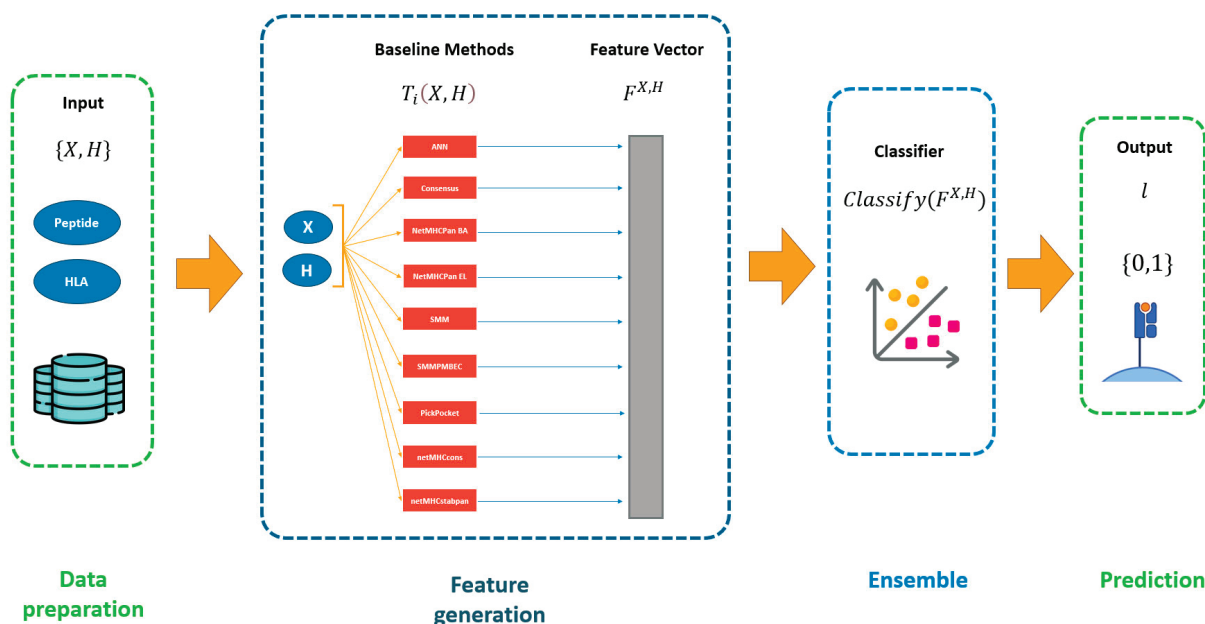 Input
{X, H}
Peptide
HLA
Data
preparation
Baseline Methods
T_i(X, H)
Feature Vector
F^{X,H}
X
H
ANN
Consensus
NetMHCPan BA
NetMHCPan EL
SMM
SMMPMBEC
PickPocket
netMHCcons
netMHCstabpan
Feature
generation
Classifier
Classify(F^{X,H})
Ensemble
Output
l
{0,1}
Prediction